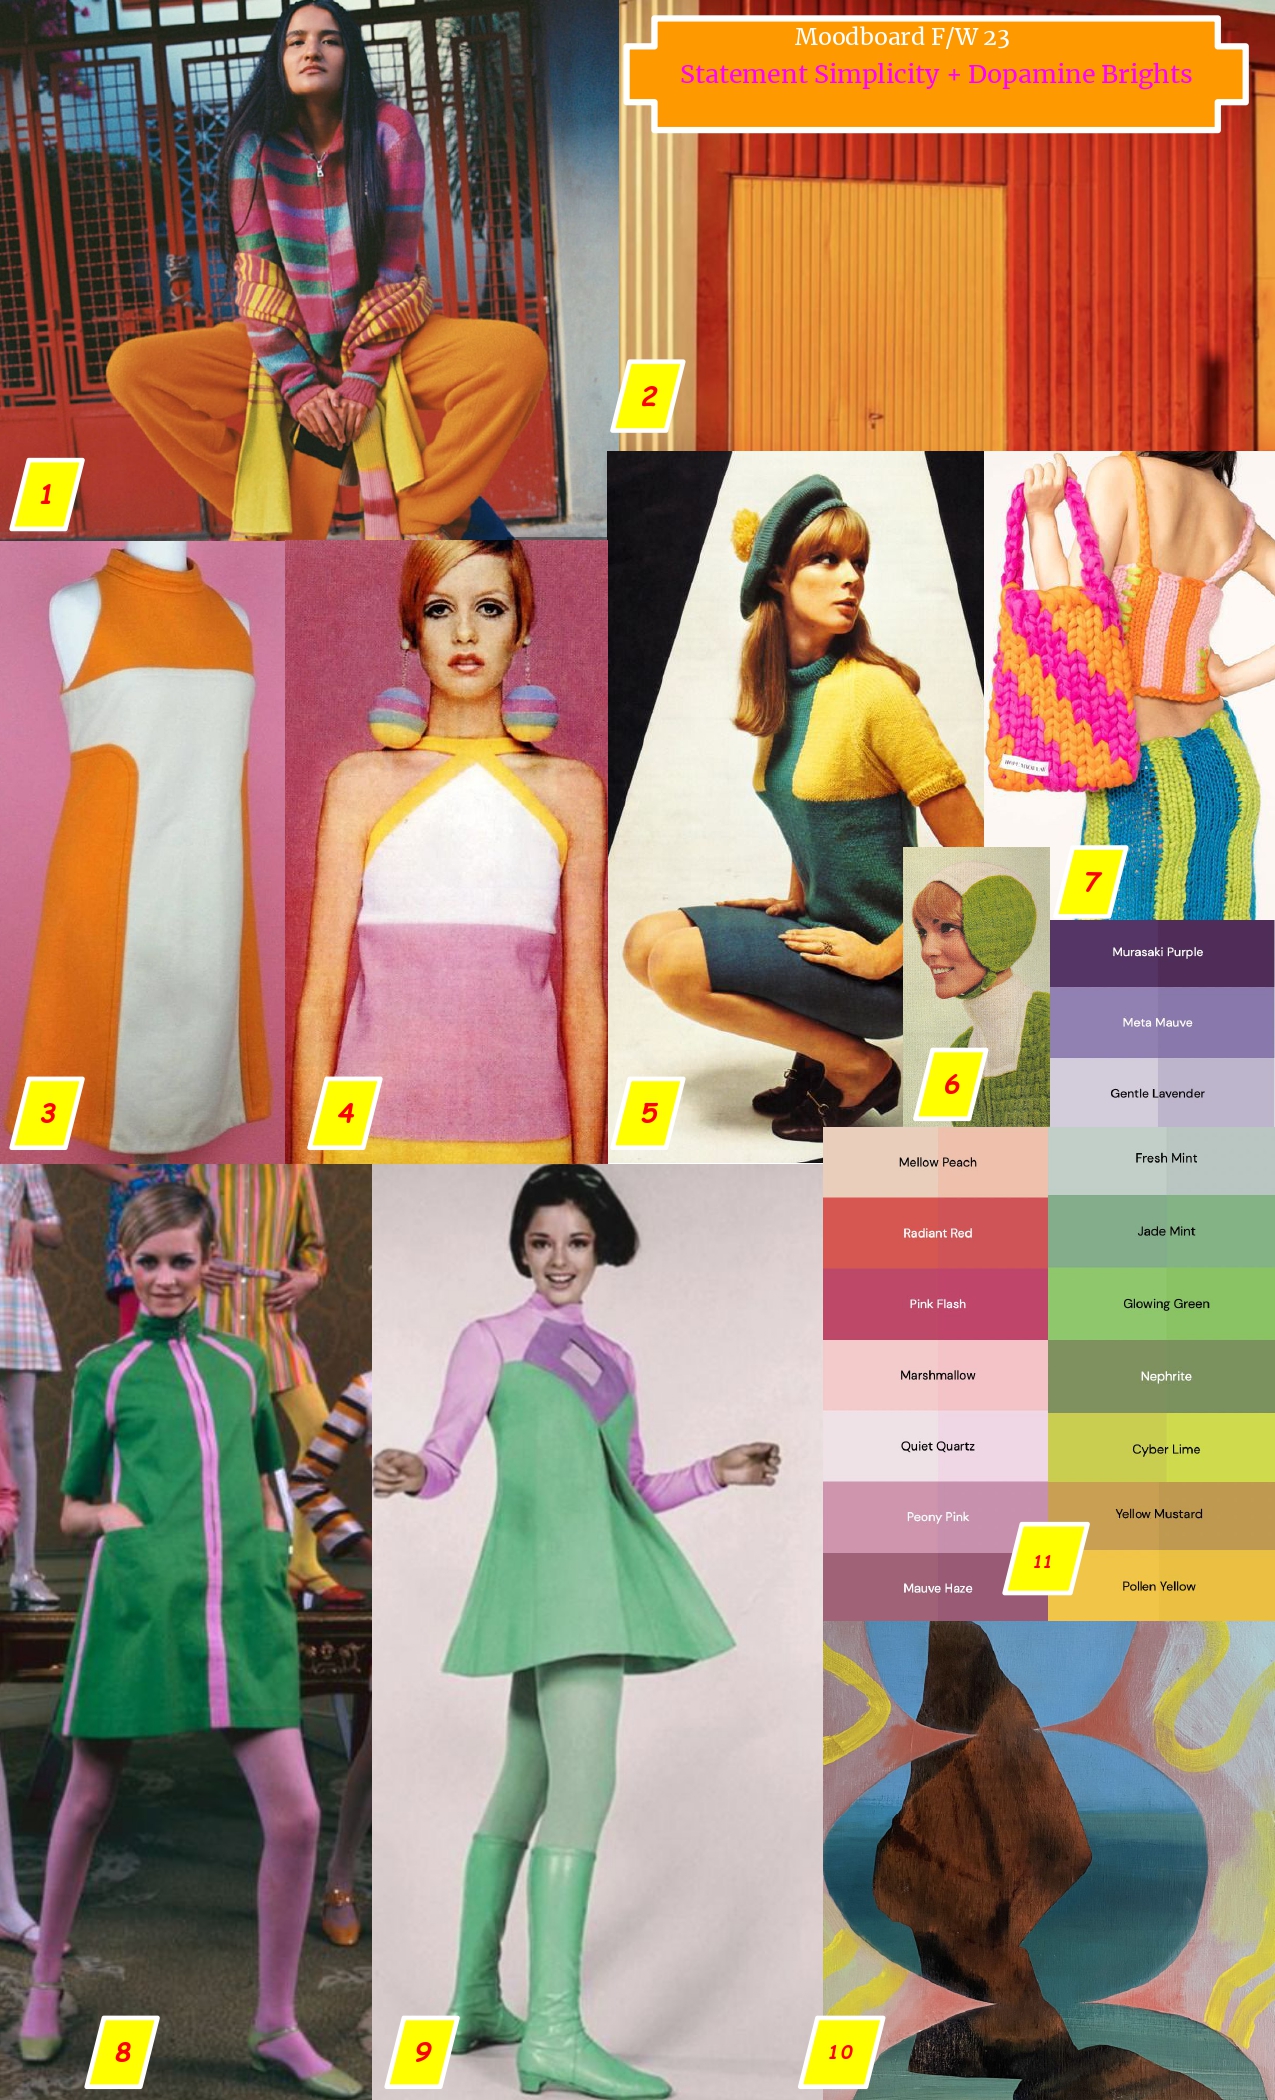 Moodboard F/W 23
Statement Simplicity + Dopamine Brights
1
2
3
4
5
6
7
Murasaki Purple
Meta Mauve
Gentle Lavender
Mellow Peach
Fresh Mint
Radiant Red
Jade Mint
Pink Flash
Glowing Green
Marshmallow
Nephrite
Quiet Quartz
Cyber Lime
Peony Pink
Yellow Mustard
Mauve Haze
Pollen Yellow
11
8
9
10